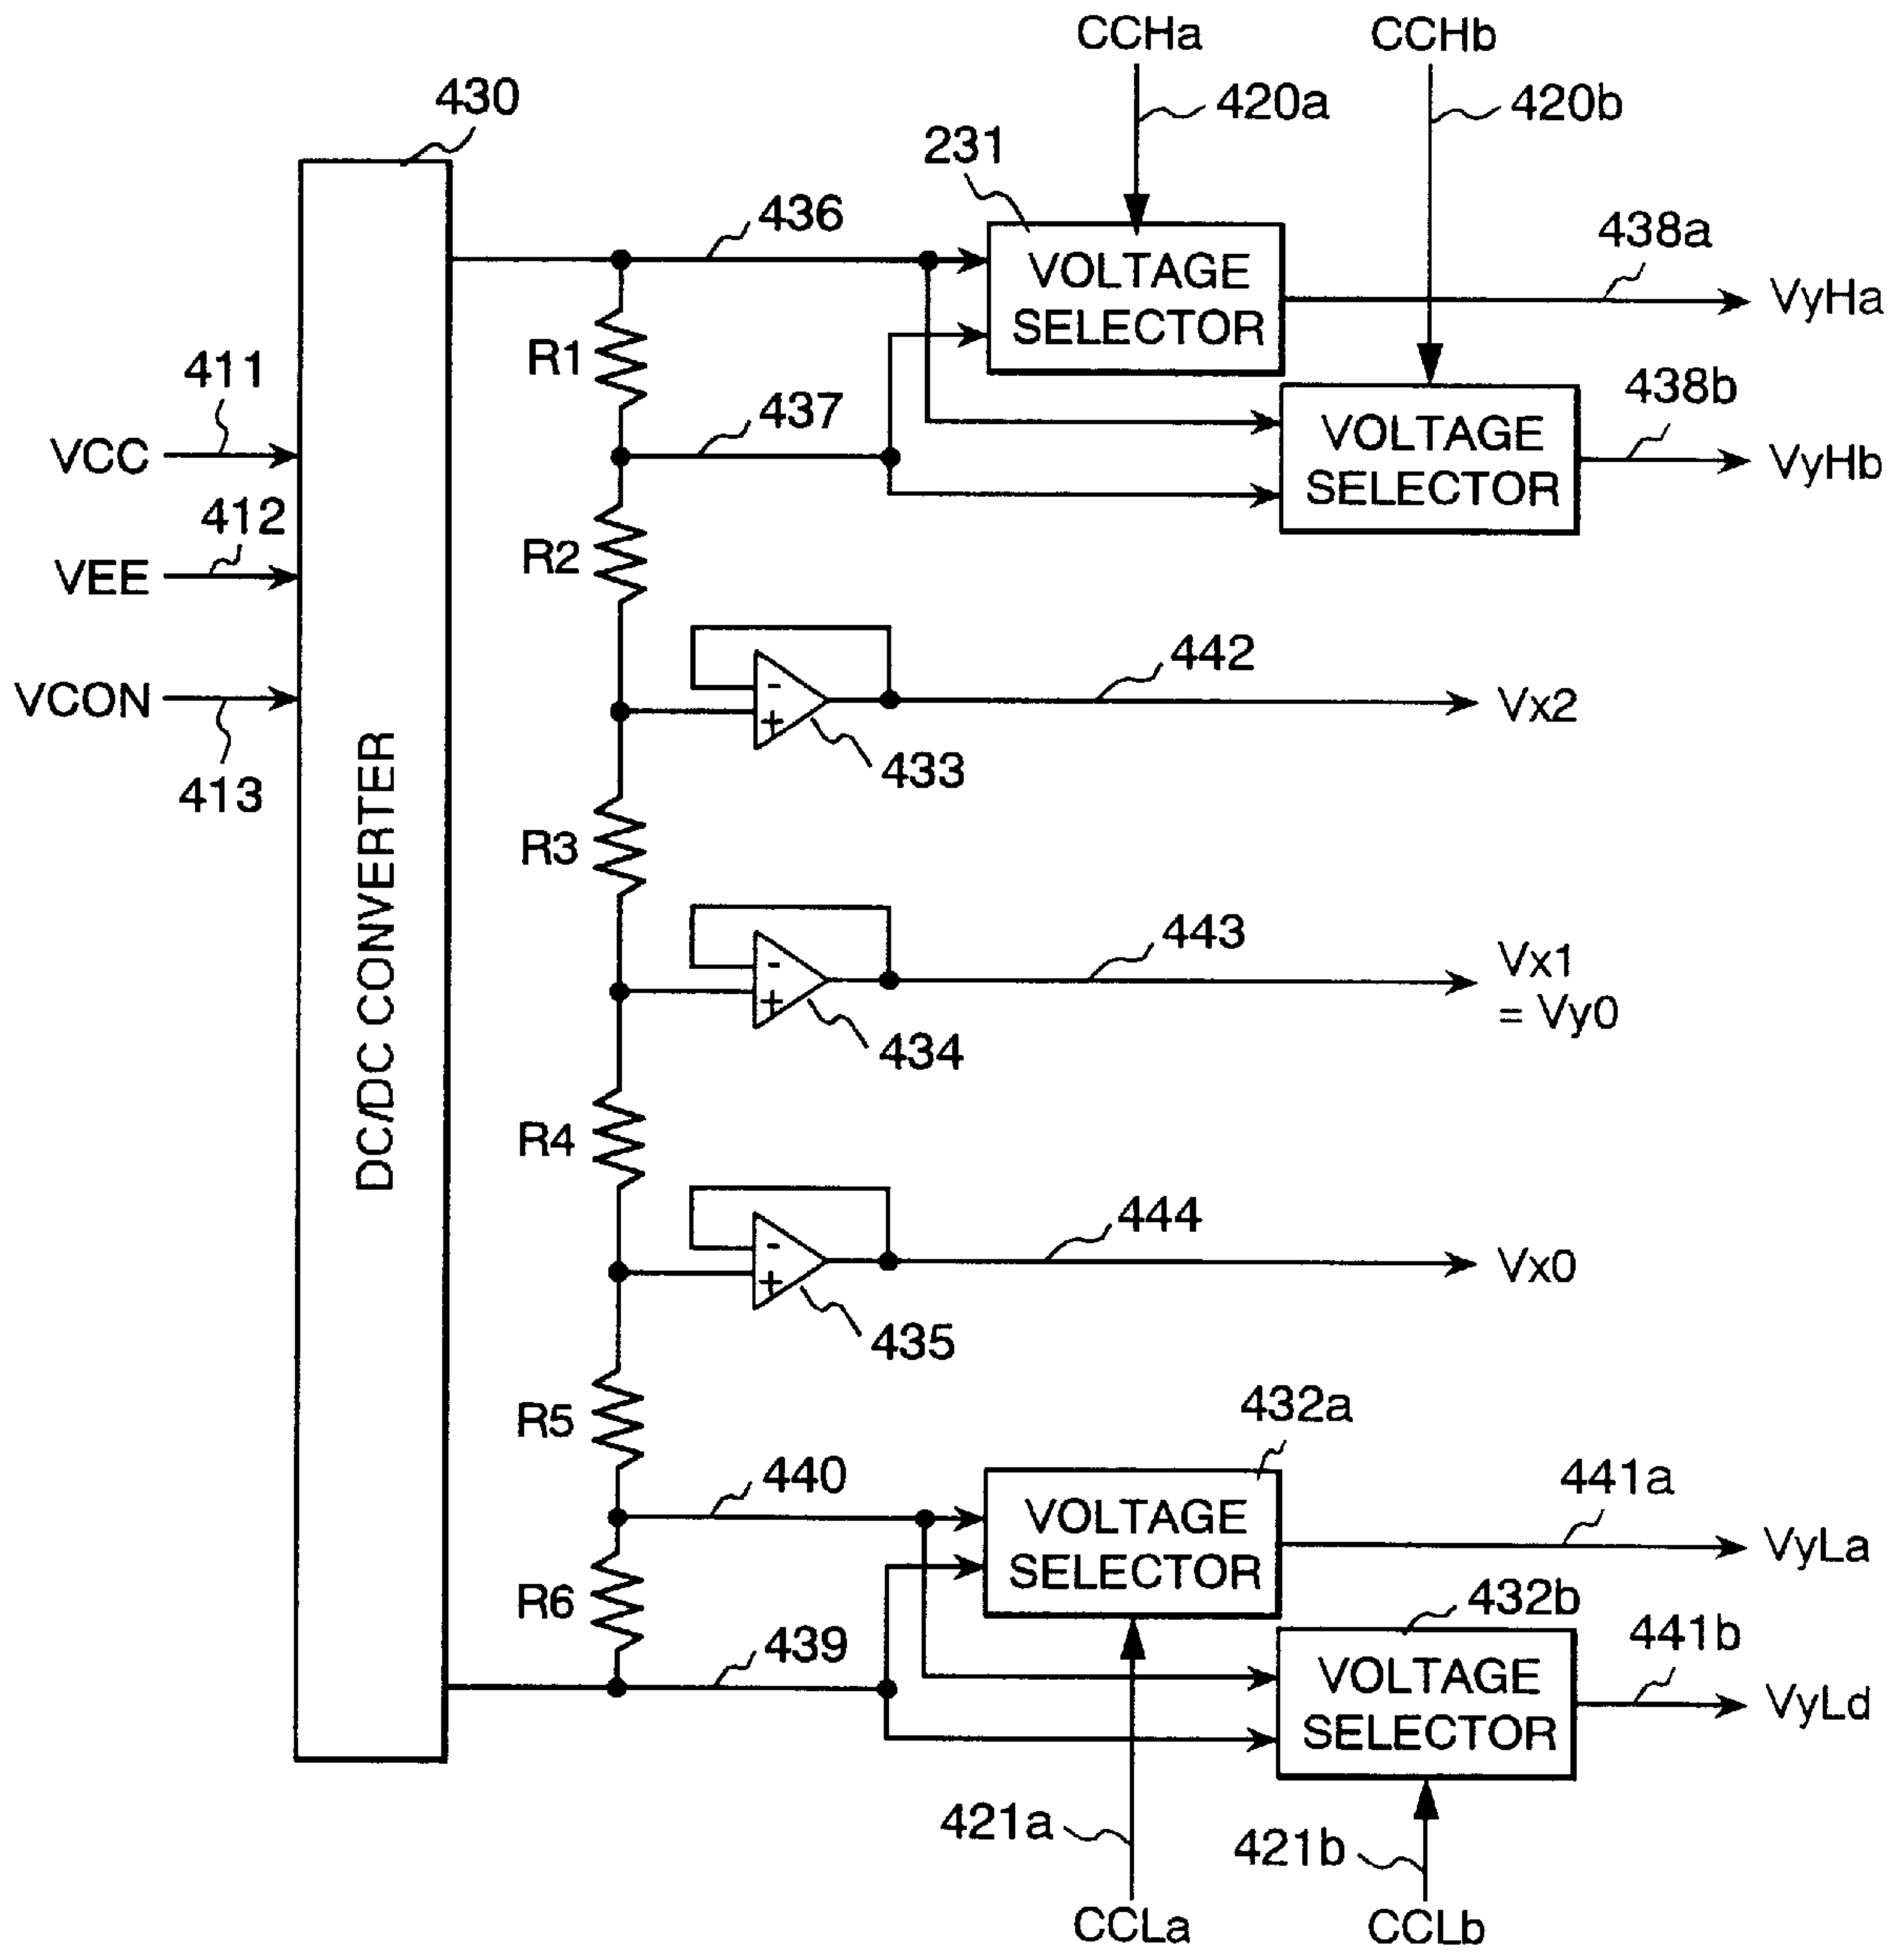 CCHa
CCHb
430
420a
420b
231
436
438a
VOLTAGE
SELECTOR
VyHa
R1
411
437
438b
VCC
VOLTAGE
SELECTOR
VyHb
412
R2
VEE
442
VCON
-
+
Vx2
433
413
DC/DC CONVERTER
R3
443
-
+
Vx1
= Vy0
434
R4
444
-
+
Vx0
435
432a
R5
440
441a
VOLTAGE
SELECTOR
VyLa
R6
432b
439
441b
VOLTAGE
SELECTOR
VyLd
421a
421b
CCLa
CCLb